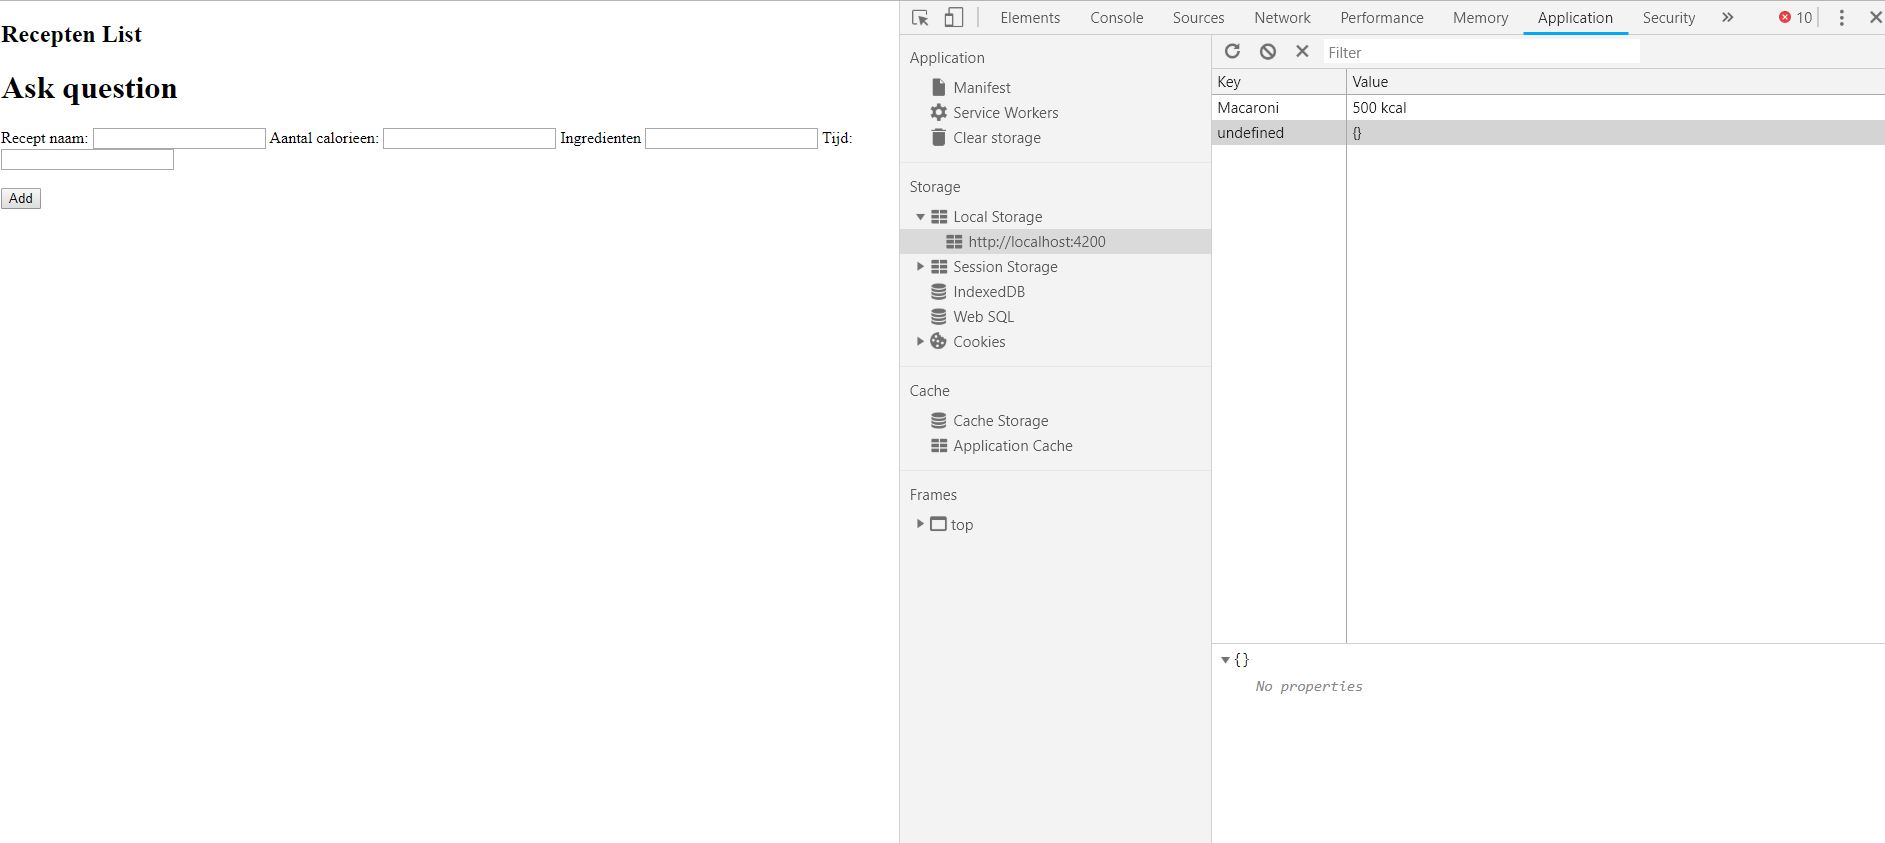 Recepten List
Ask question
Recept naam: Aantal calorieen: Ingredienten Tijd:
Add
Elements Console Sources Network Performance Memory Application Security » 10
Application
Manifest
Service Workers
Clear storage
Storage
Local Storage
http://localhost:4200
Session Storage
IndexedDB
Web SQL
Cookies
Cache
Cache Storage
Application Cache
Frames
top
Filter
Key Value
Macaroni 500 kcal
undefined {}
{}
No properties